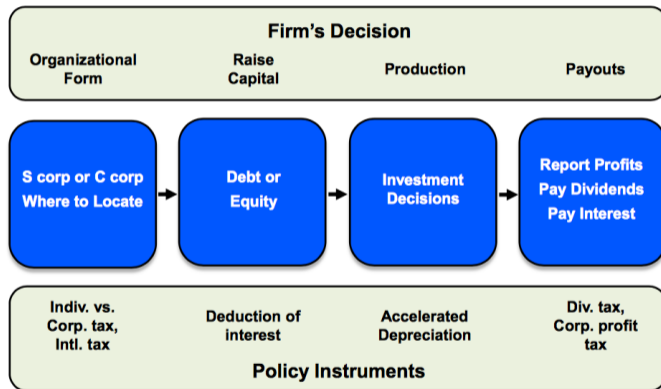 Firm's Decision
Organizational
Form
Raise
Capital
Production
Payouts
S corp or C corp
Where to Locate
Debt or
Equity
Investment
Decisions
Report Profits
Pay Dividends
Pay Interest
Indiv. vs.
Corp. tax,
Intl. tax
Deduction of
interest
Accelerated
Depreciation
Div. tax,
Corp. profit
tax
Policy Instruments